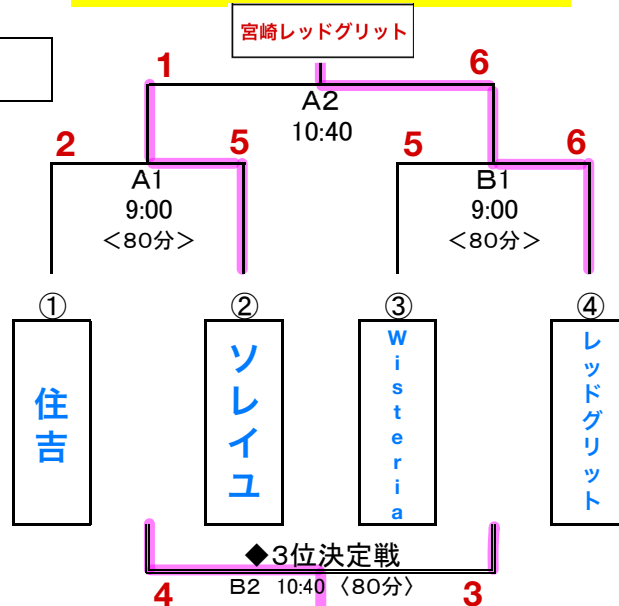 宮崎レッドグリット
1
6
A2
10:40
2
5
5
6
A1
9:00
<80分>
B1
9:00
<80分>
①
②
③
④
住吉
ソレイユ
Wisteria
レッドグリット
◆3位決定戦
4
B2 10:40 〈80分〉
3